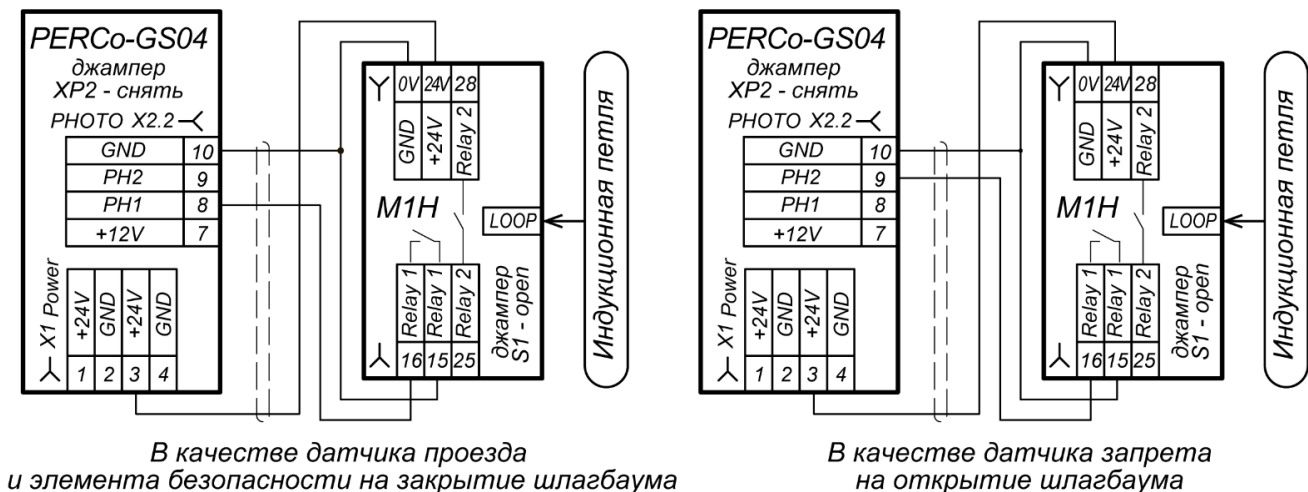 PERCo-GS04
джампер
XP2 - снять
PHOTO X2.2
GND 10
PH2 9
PH1 8
+12V 7
X1 Power
+24V GND +24V GND
1 2 3 4
0V 24V 28
GND +24V Relay 2
M1H
LOOP
Relay 1 Relay 1 Relay 2
16 15 25
джампер
S1 - open
Индукционная петля
В качестве датчика проезда
и элемента безопасности на закрытие шлагбаума
PERCo-GS04
джампер
XP2 - снять
PHOTO X2.2
GND 10
PH2 9
PH1 8
+12V 7
X1 Power
+24V GND +24V GND
1 2 3 4
0V 24V 28
GND +24V Relay 2
M1H
LOOP
Relay 1 Relay 1 Relay 2
16 15 25
джампер
S1 - open
Индукционная петля
В качестве датчика запрета
на открытие шлагбаума